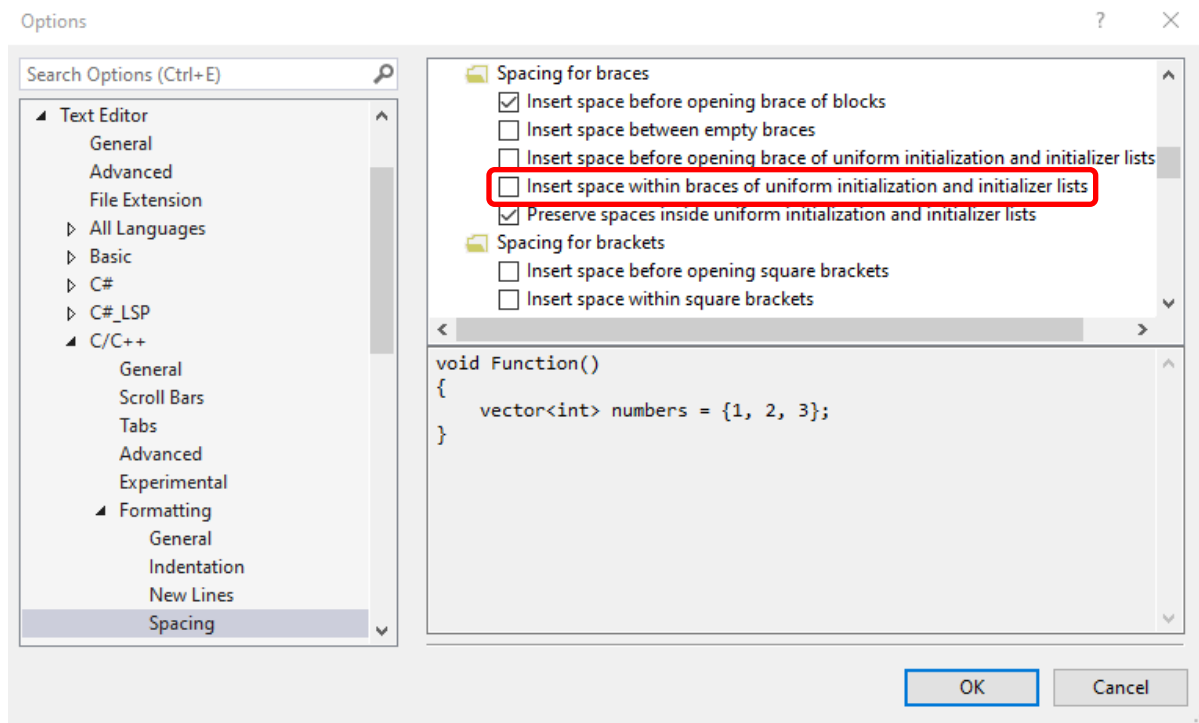 Options
?
Search Options (Ctrl+E)
Text Editor
General
Advanced
File Extension
All Languages
Basic
C#
C#_LSP
C/C++
General
Scroll Bars
Tabs
Advanced
Experimental
Formatting
General
Indentation
New Lines
Spacing
Spacing for braces
Insert space before opening brace of blocks
Insert space between empty braces
Insert space before opening brace of uniform initialization and initializer lists
Insert space within braces of uniform initialization and initializer lists
Preserve spaces inside uniform initialization and initializer lists
Spacing for brackets
Insert space before opening square brackets
Insert space within square brackets
void Function()
{
    vector<int> numbers = {1, 2, 3};
}
OK
Cancel